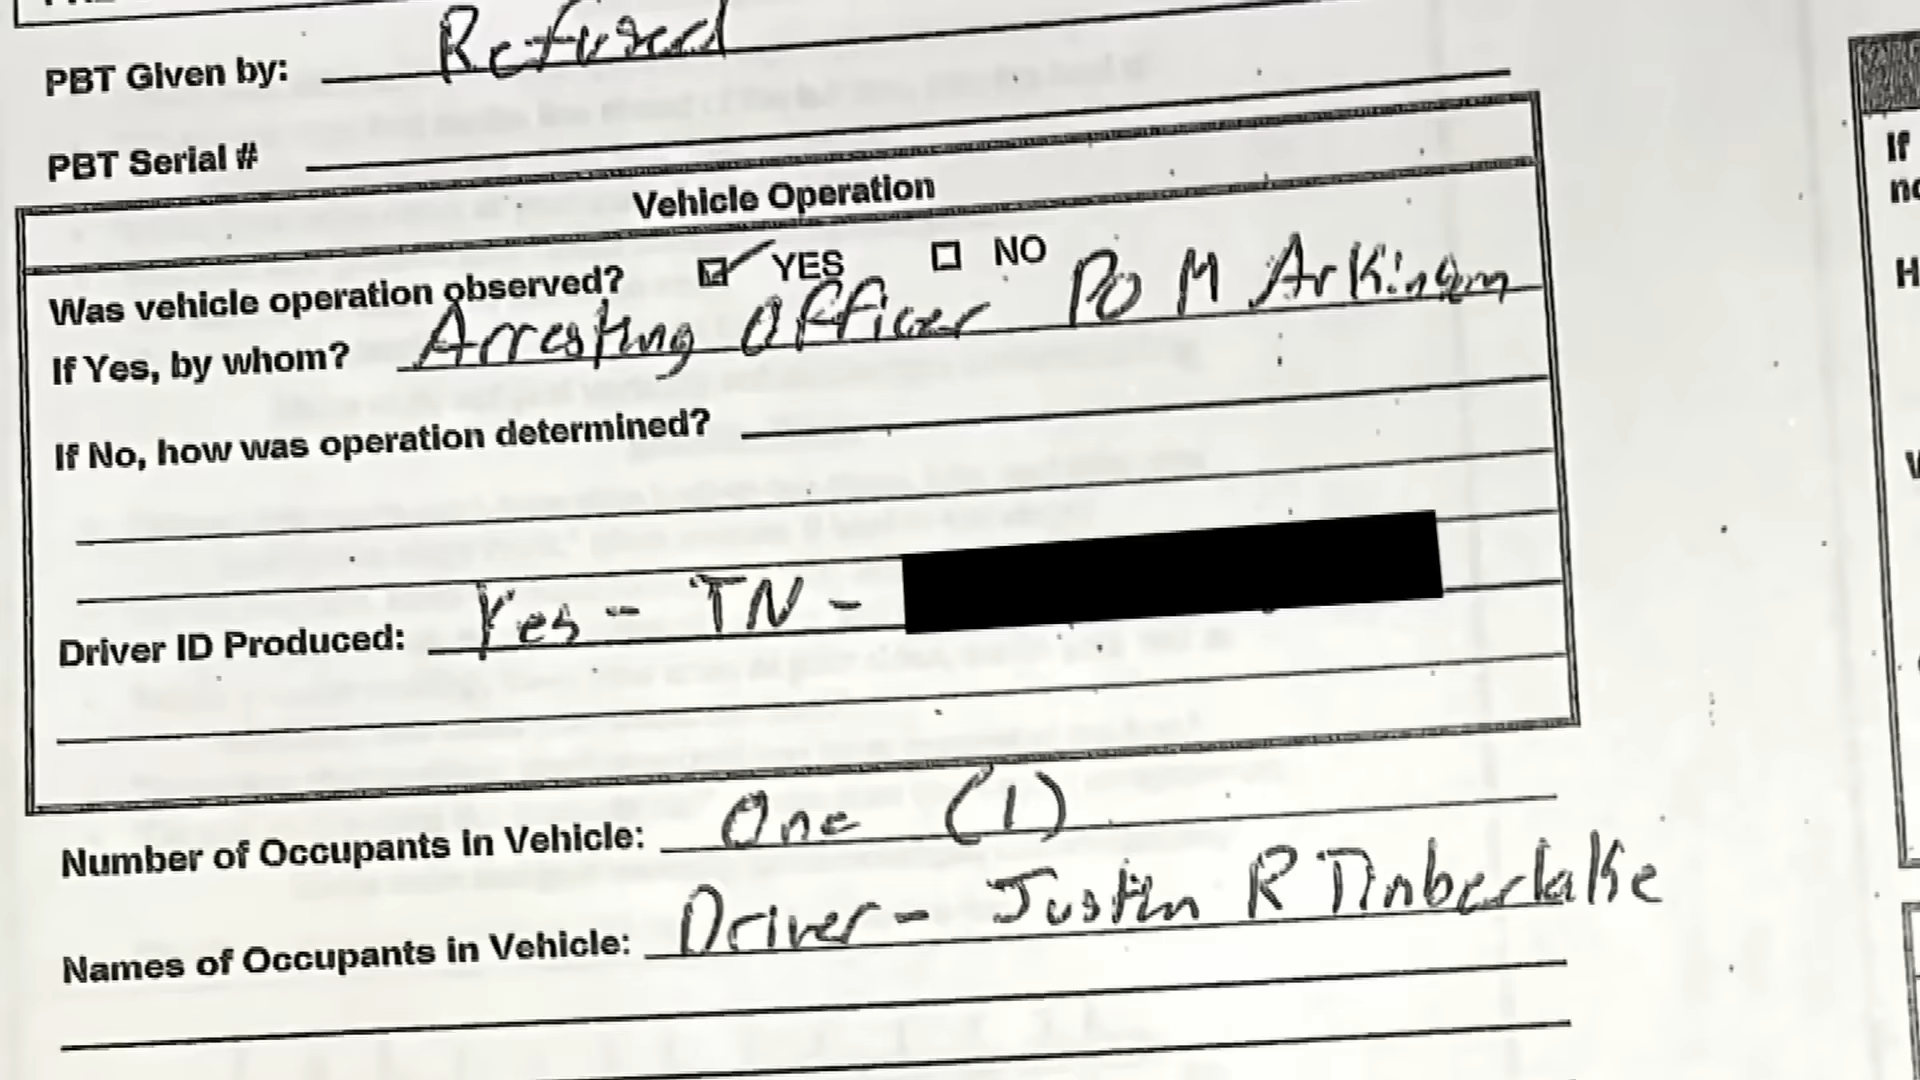 PBT Given by: Refused
PBT Serial #
Vehicle Operation
Was vehicle operation observed? YES NO
If Yes, by whom? Arresting Officer PO M Arkinson
If No, how was operation determined?
Driver ID Produced: Yes - TN -
Number of Occupants in Vehicle: One (1)
Names of Occupants in Vehicle: Driver - Justin R Timberlake
If
H